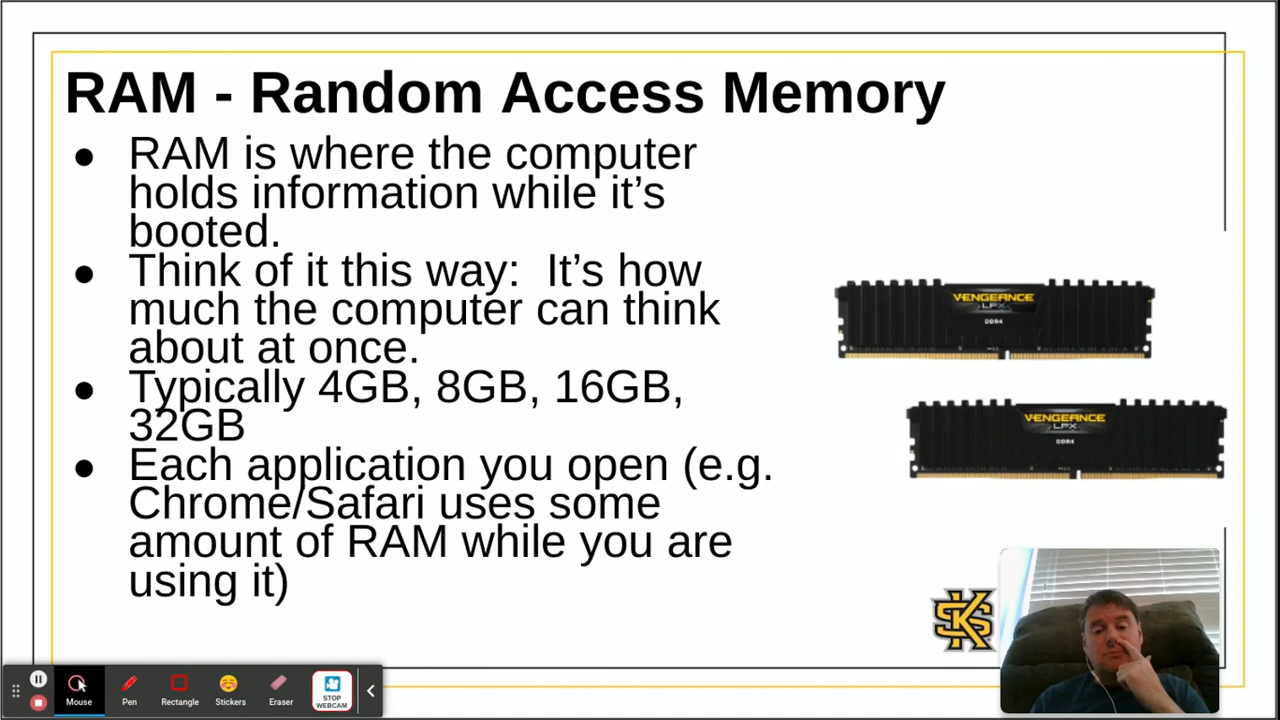 RAM - Random Access Memory
● RAM is where the computer
holds information while it’s
booted.
● Think of it this way:  It’s how
much the computer can think
about at once.
● Typically 4GB, 8GB, 16GB,
32GB
● Each application you open (e.g.
Chrome/Safari uses some
amount of RAM while you are
using it)
VENGEANCE
LPX
DDR4
VENGEANCE
LPX
DDR4
KS
Mouse
Pen
Rectangle
Stickers
Eraser
STOP
WEBCAM